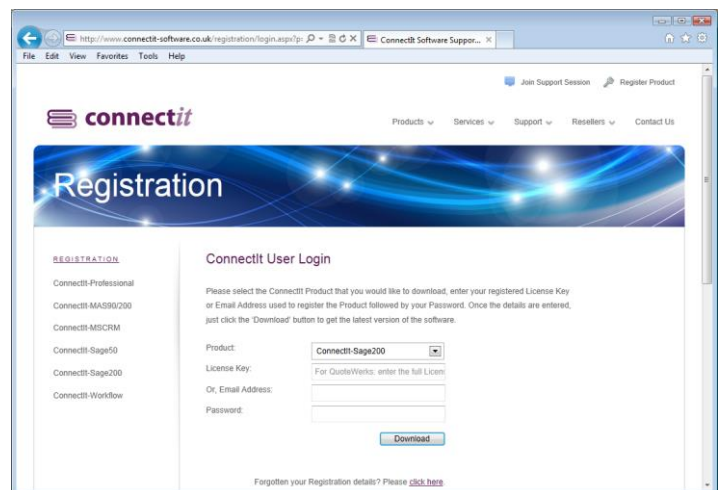 http://www.connectit-software.co.uk/registration/login.aspx?p:
ConnectIt Software Suppor...
File Edit View Favorites Tools Help
Join Support Session Register Product
connectit
Products Services Support Resellers Contact Us
Registration
REGISTRATION
ConnectIt-Professional
ConnectIt-MAS90/200
ConnectIt-MSCRM
ConnectIt-Sage50
ConnectIt-Sage200
ConnectIt-Workflow
ConnectIt User Login
Please select the ConnectIt Product that you would like to download, enter your registered License Key
or Email Address used to register the Product followed by your Password. Once the details are entered,
just click the 'Download' button to get the latest version of the software.
Product: ConnectIt-Sage200
License Key: For QuoteWerks: enter the full Licen
Or, Email Address:
Password:
Download
Forgotten your Registration details? Please click here.